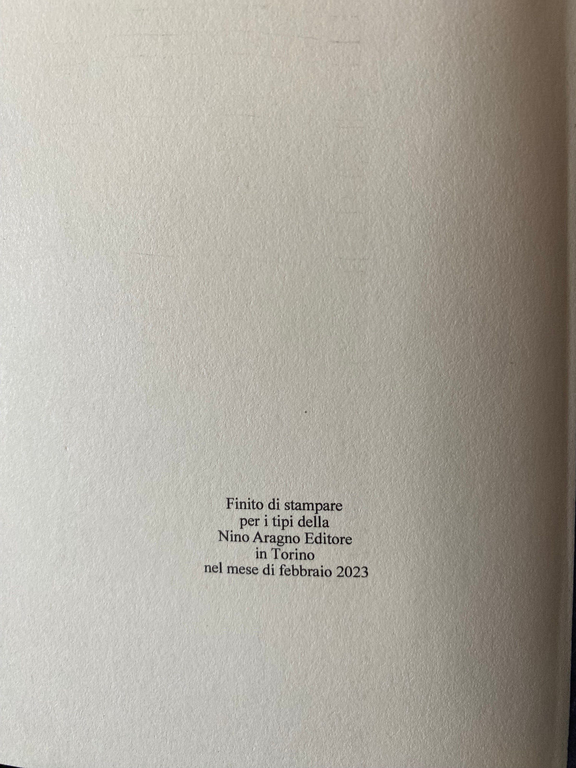 Finito di stampare
per i tipi della
Nino Aragno Editore
in Torino
nel mese di febbraio 2023